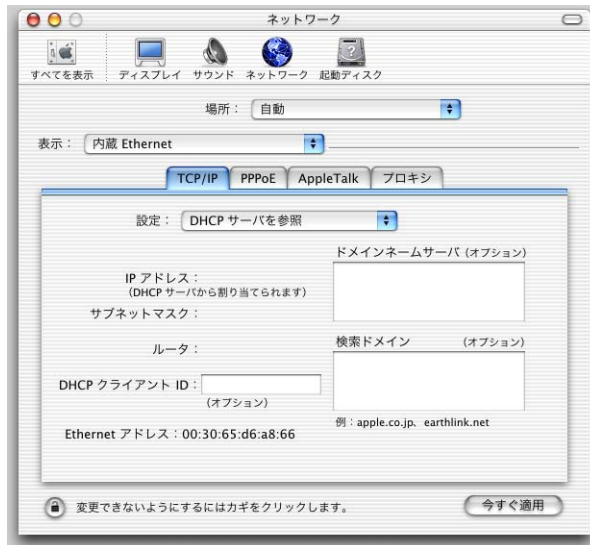 ネットワーク
すべてを表示 ディスプレイ サウンド ネットワーク 起動ディスク
場所： 自動
表示： 内蔵 Ethernet
TCP/IP PPPoE AppleTalk プロキシ
設定： DHCP サーバを参照
ドメインネームサーバ (オプション)
IP アドレス：
(DHCP サーバから割り当てられます)
サブネットマスク：
ルータ：
検索ドメイン (オプション)
DHCP クライアント ID：
(オプション)
例：apple.co.jp、earthlink.net
Ethernet アドレス：00:30:65:d6:a8:66
変更できないようにするにはカギをクリックします。
今すぐ適用